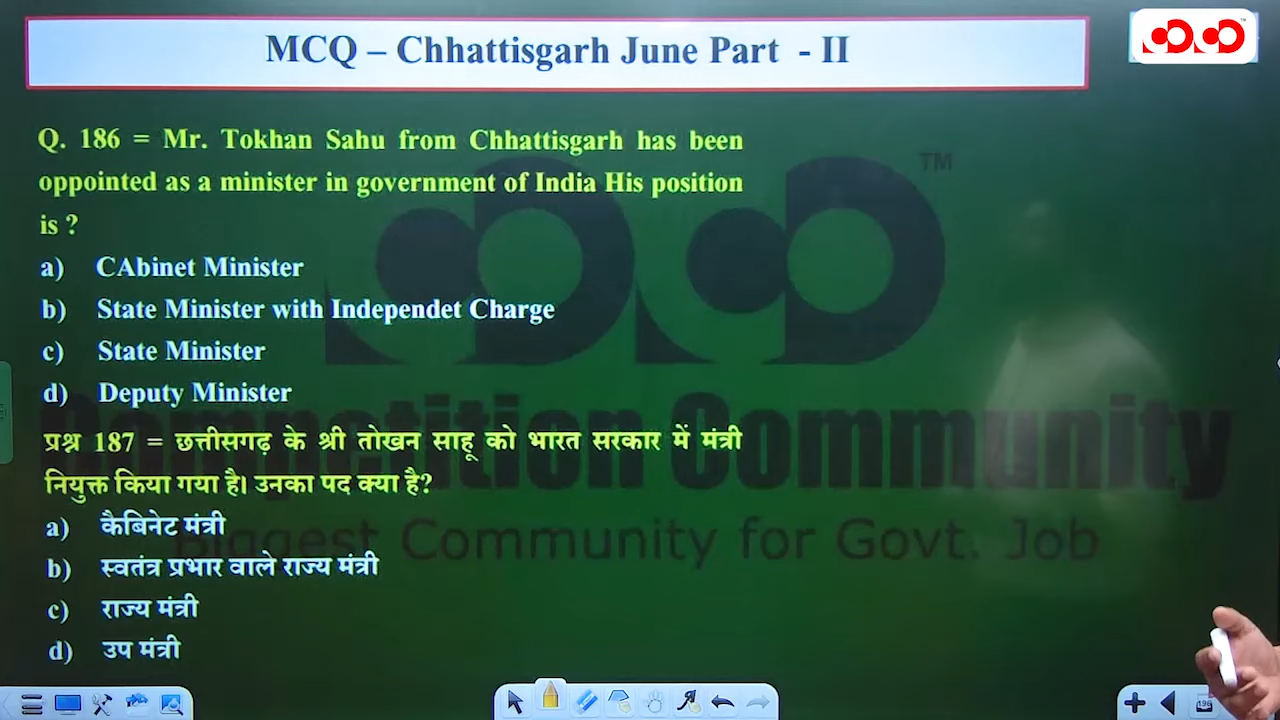 MCQ – Chhattisgarh June Part - II
TM
Q. 186 = Mr. Tokhan Sahu from Chhattisgarh has been
oppointed as a minister in government of India His position
is ?
a) CAbinet Minister
b) State Minister with Independet Charge
c) State Minister
d) Deputy Minister
Competition Community
प्रश्न 187 = छत्तीसगढ़ के श्री तोखन साहू को भारत सरकार में मंत्री
नियुक्त किया गया है। उनका पद क्या है?
a) कैबिनेट मंत्री
Biggest Community for Govt. Job
b) स्वतंत्र प्रभार वाले राज्य मंत्री
c) राज्य मंत्री
d) उप मंत्री
196